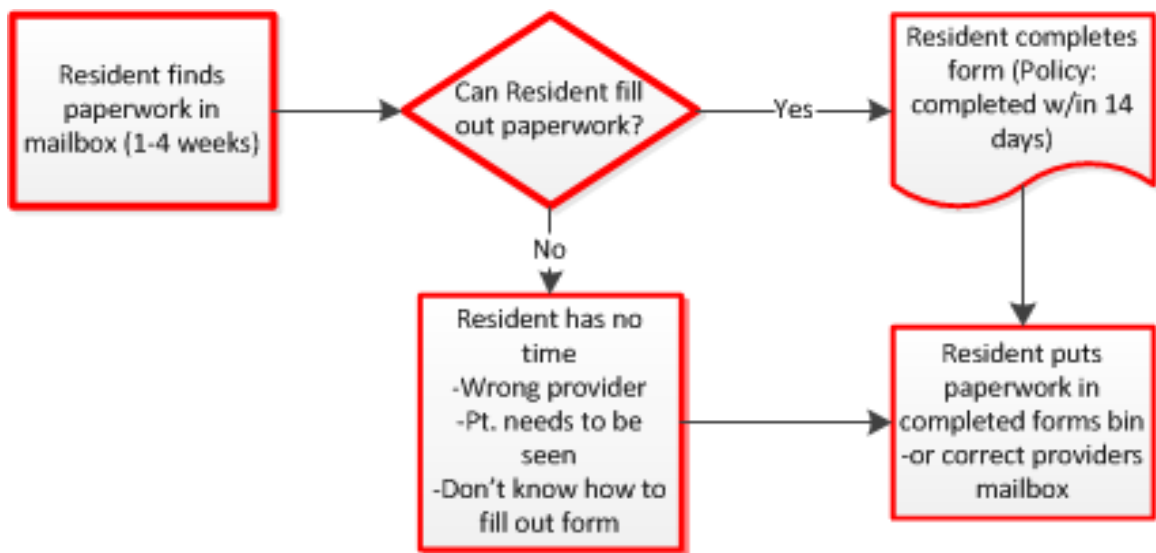 Resident finds
paperwork in
mailbox (1-4 weeks)
Can Resident fill
out paperwork?
Yes
Resident completes
form (Policy:
completed w/in 14
days)
No
Resident has no
time
-Wrong provider
-Pt. needs to be
seen
-Don't know how to
fill out form
Resident puts
paperwork in
completed forms bin
-or correct providers
mailbox